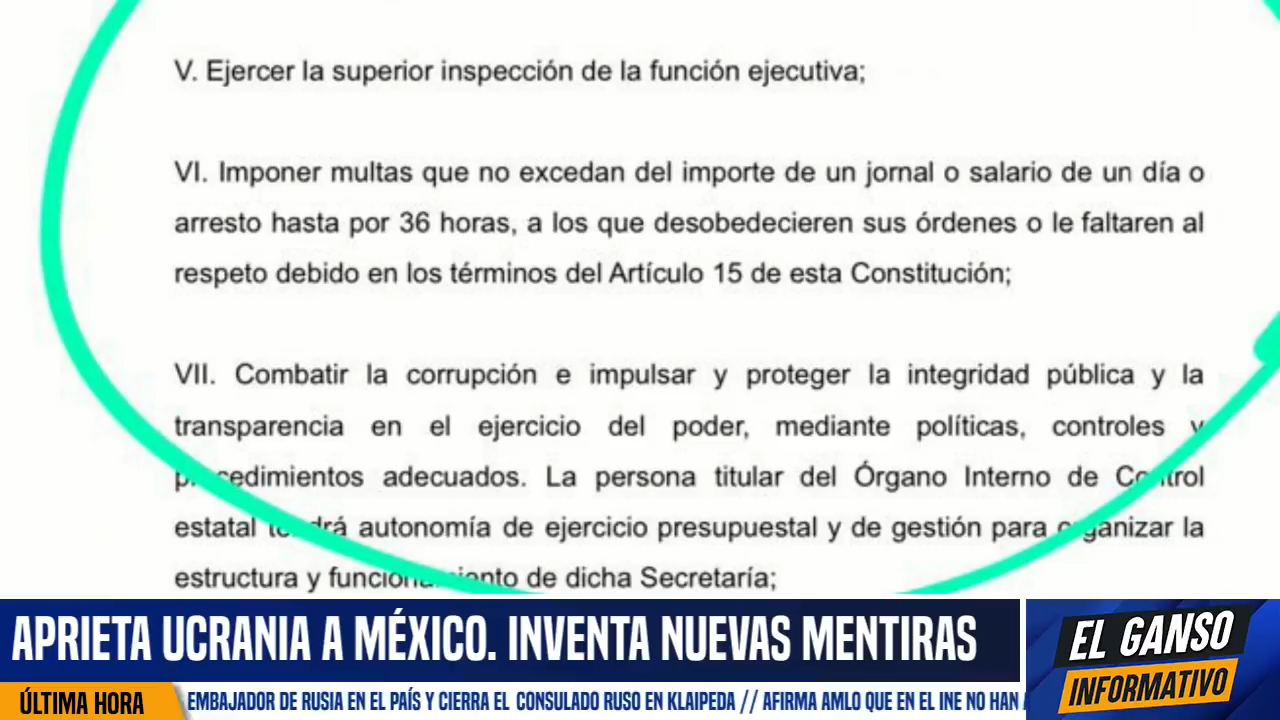 V. Ejercer la superior inspección de la función ejecutiva;
VI. Imponer multas que no excedan del importe de un jornal o salario de un día o
arresto hasta por 36 horas, a los que desobedecieren sus órdenes o le faltaren al
respeto debido en los términos del Artículo 15 de esta Constitución;
VII. Combatir la corrupción e impulsar y proteger la integridad pública y la
transparencia en el ejercicio del poder, mediante políticas, controles y
procedimientos adecuados. La persona titular del Órgano Interno de Control
estatal tendrá autonomía de ejercicio presupuestal y de gestión para organizar la
estructura y funcionamiento de dicha Secretaría;
APRIETA UCRANIA A MÉXICO. INVENTA NUEVAS MENTIRAS
EL GANSO
INFORMATIVO
ÚLTIMA HORA
EMBAJADOR DE RUSIA EN EL PAÍS Y CIERRA EL CONSULADO RUSO EN KLAIPEDA // AFIRMA AMLO QUE EN EL INE NO HAN